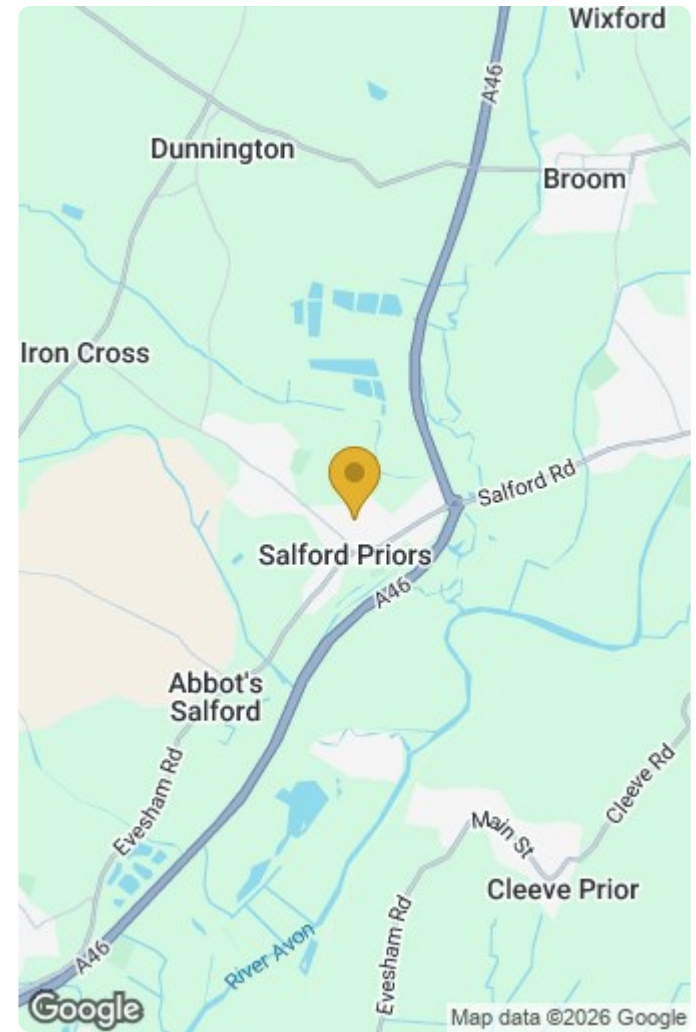 Wixford
A46
Dunnington
Broom
Iron Cross
Salford Rd
Salford Priors
A46
Abbot's
Salford
Evesham Rd
Cleeve Rd
Main St
Cleeve Prior
Evesham Rd
River Avon
A46
Google
Map data ©2026 Google